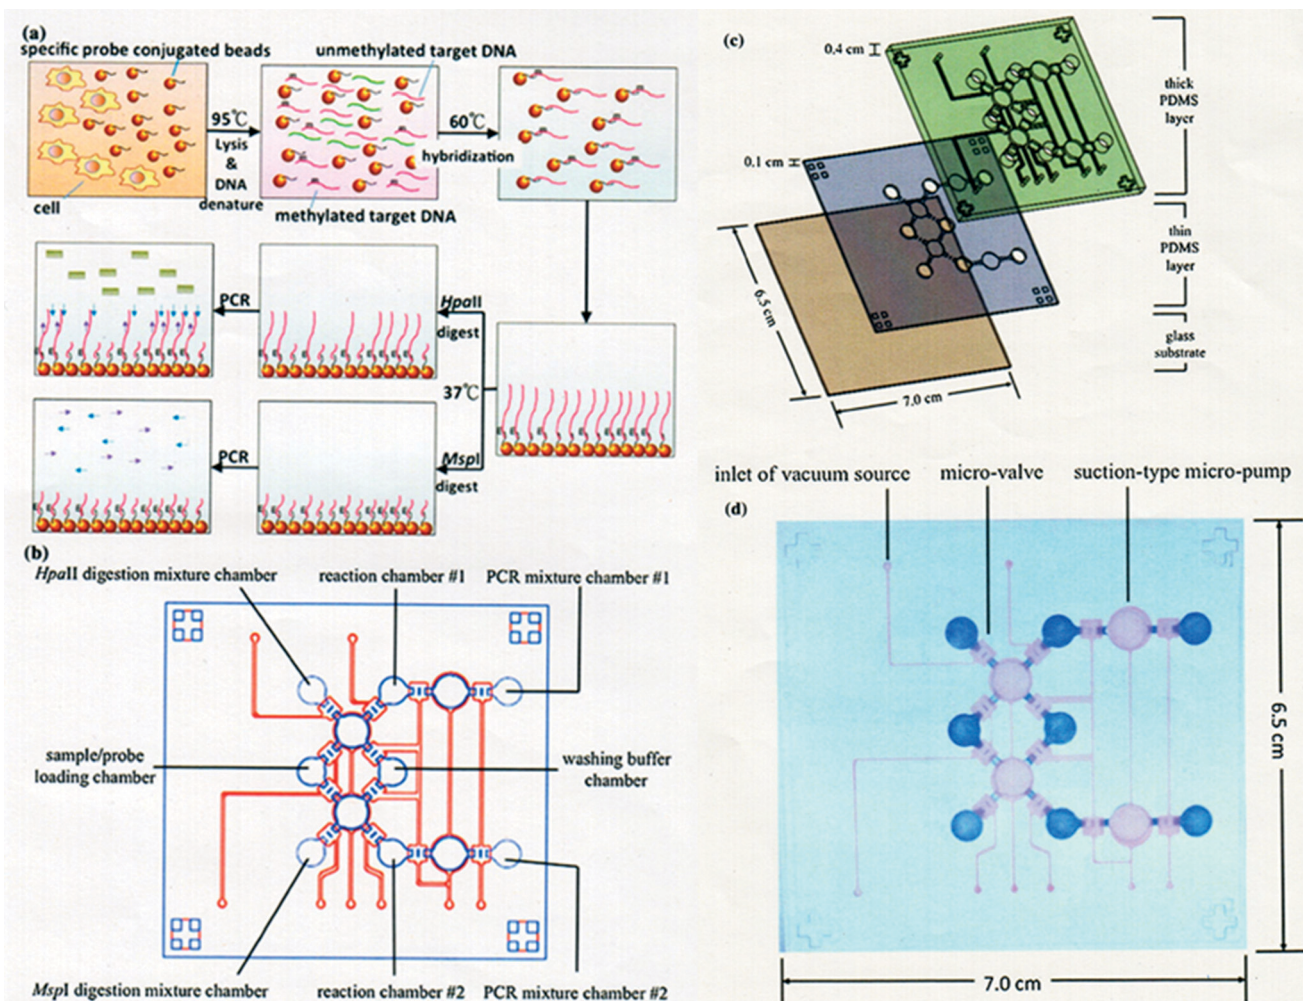 (a)
specific probe conjugated beads
unmethylated target DNA
95℃
Lysis
&
DNA
denature
60℃
hybridization
cell
methylated target DNA
PCR
HpaII
digest
37℃
PCR
MspI
digest
(b)
HpaII digestion mixture chamber
reaction chamber #1
PCR mixture chamber #1
sample/probe
loading chamber
washing buffer
chamber
MspI digestion mixture chamber
reaction chamber #2
PCR mixture chamber #2
(c)
0.4 cm
thick
PDMS
layer
0.1 cm
thin
PDMS
layer
6.5 cm
glass
substrate
7.0 cm
inlet of vacuum source
micro-valve
suction-type micro-pump
(d)
6.5 cm
7.0 cm